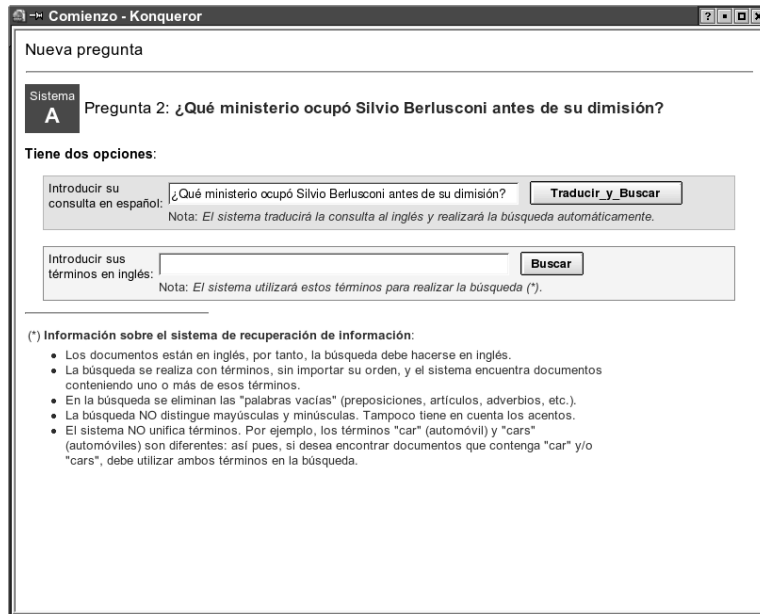 Comienzo - Konqueror
Nueva pregunta
Sistema
A
Pregunta 2: ¿Qué ministerio ocupó Silvio Berlusconi antes de su dimisión?
Tiene dos opciones:
Introducir su
consulta en español:
¿Qué ministerio ocupó Silvio Berlusconi antes de su dimisión?
Traducir_y_Buscar
Nota: El sistema traducirá la consulta al inglés y realizará la búsqueda automáticamente.
Introducir sus
términos en inglés:
Buscar
Nota: El sistema utilizará estos términos para realizar la búsqueda (*).
(*) Información sobre el sistema de recuperación de información:
• Los documentos están en inglés, por tanto, la búsqueda debe hacerse en inglés.
• La búsqueda se realiza con términos, sin importar su orden, y el sistema encuentra documentos
conteniendo uno o más de esos términos.
• En la búsqueda se eliminan las "palabras vacías" (preposiciones, artículos, adverbios, etc.).
• La búsqueda NO distingue mayúsculas y minúsculas. Tampoco tiene en cuenta los acentos.
• El sistema NO unifica términos. Por ejemplo, los términos "car" (automóvil) y "cars"
(automóviles) son diferentes: así pues, si desea encontrar documentos que contenga "car" y/o
"cars", debe utilizar ambos términos en la búsqueda.